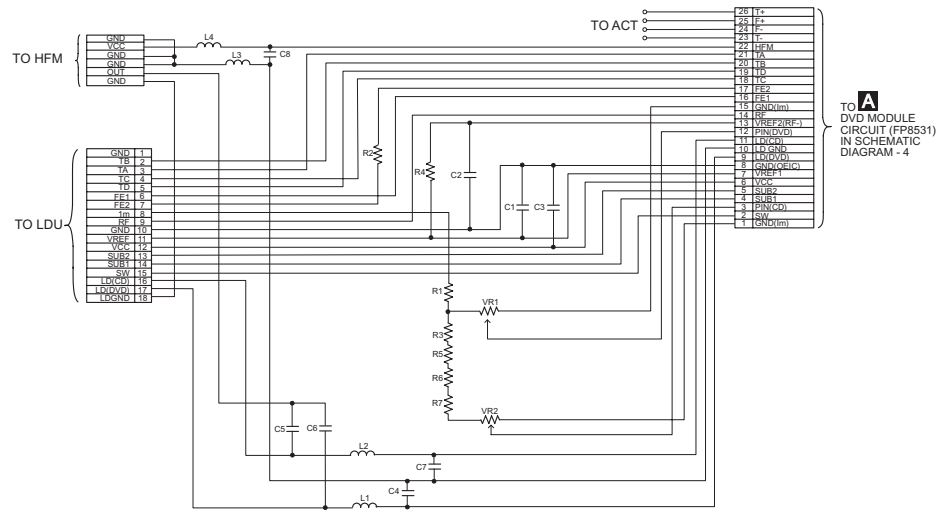 TO HFM
GND
VCC
GND
GND
OUT
GND
L4
L3
C8
TO ACT
26 T+
25 F+
24 F-
23 T-
22 HFM
21 TA
20 TB
19 TD
18 TC
17 FE2
16 FE1
15 GND(Im)
14 RF
13 VREF2(RF-)
12 PIN(DVD)
11 LD(CD)
10 LD GND
9 LD(DVD)
8 GND(OEIC)
7 VREF1
6 VCC
5 SUB2
4 SUB1
3 PIN(CD)
2 SW
1 GND(Im)
TO A
DVD MODULE
CIRCUIT (FP8531)
IN SCHEMATIC
DIAGRAM - 4
TO LDU
GND 1
TB 2
TA 3
TC 4
TD 5
FE1 6
FE2 7
1m 8
RF 9
GND 10
VREF 11
VCC 12
SUB2 13
SUB1 14
SW 15
LD(CD) 16
LD(DVD) 17
LDGND 18
R2
R4
C2
C1
C3
R1
VR1
R3
R5
R6
R7
VR2
C5
C6
L2
C7
C4
L1